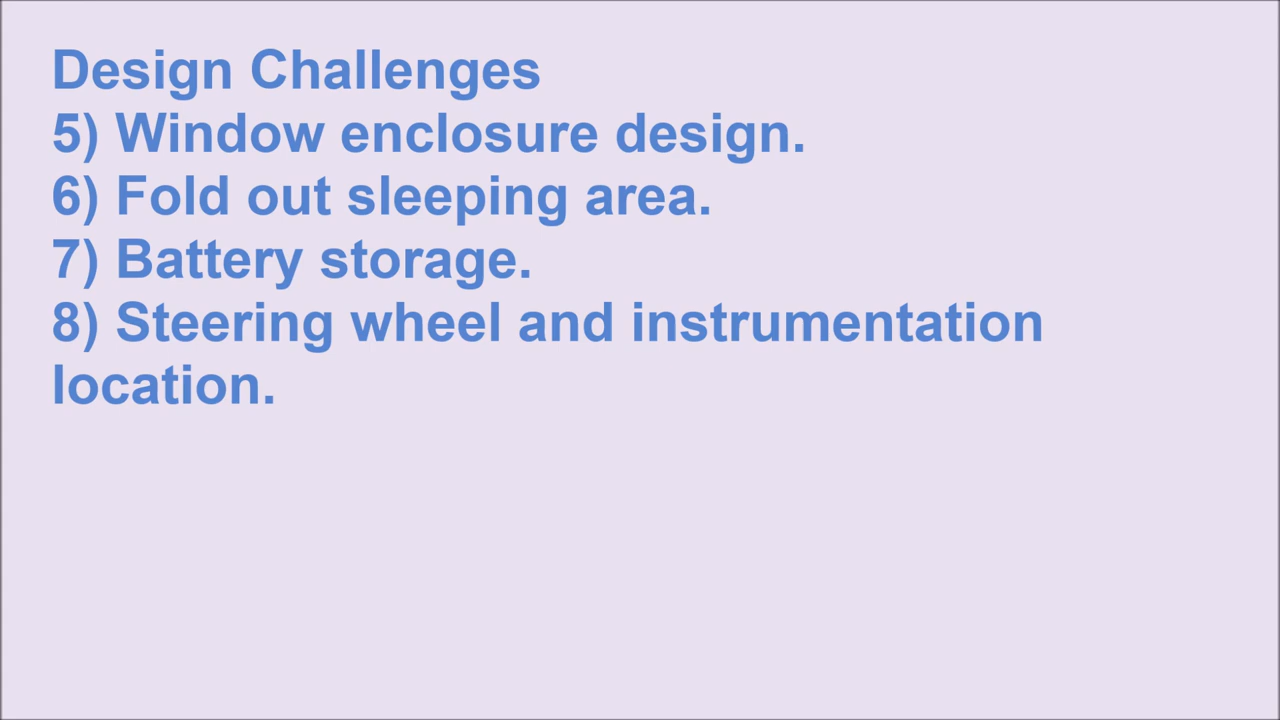 Design Challenges
5) Window enclosure design.
6) Fold out sleeping area.
7) Battery storage.
8) Steering wheel and instrumentation
location.